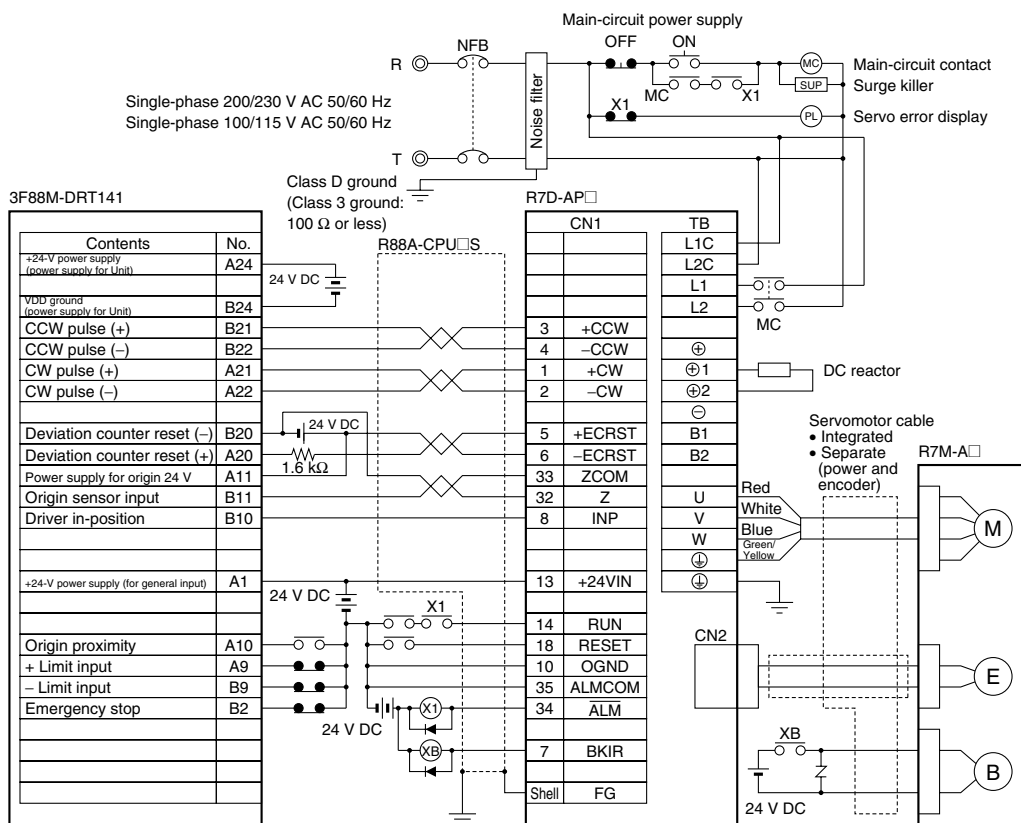 Main-circuit power supply
NFB
OFF ON
R
MC
Main-circuit contact
MC X1
SUP
Surge killer
Single-phase 200/230 V AC 50/60 Hz
Single-phase 100/115 V AC 50/60 Hz
Noise filter
X1
PL
Servo error display
T
Class D ground
(Class 3 ground:
100 Ω or less)
3F88M-DRT141
R7D-AP□
R88A-CPU□S
CN1 TB
Contents No.
L1C
+24-V power supply
(power supply for Unit)
A24
24 V DC
L2C
L1
VDD ground
(power supply for Unit)
B24
L2
MC
CCW pulse (+) B21 3 +CCW
CCW pulse (−) B22 4 −CCW ⊕
CW pulse (+) A21 1 +CW ⊕1 DC reactor
CW pulse (−) A22 2 −CW ⊕2
⊖
24 V DC
Deviation counter reset (−) B20 5 +ECRST B1
Deviation counter reset (+) A20 6 −ECRST B2
1.6 kΩ
Power supply for origin 24 V A11 33 ZCOM
Origin sensor input B11 32 Z U Red
Driver in-position B10 8 INP V White
W Blue
Green/
Yellow
Servomotor cable
• Integrated
• Separate
(power and
encoder)
R7M-A□
M
+24-V power supply (for general input) A1 13 +24VIN
24 V DC
X1
14 RUN
Origin proximity A10 18 RESET
CN2
+ Limit input A9 10 OGND
− Limit input B9 35 ALMCOM
E
Emergency stop B2 X1 34 ALM
24 V DC
XB 7 BKIR
XB
B
24 V DC
Shell FG